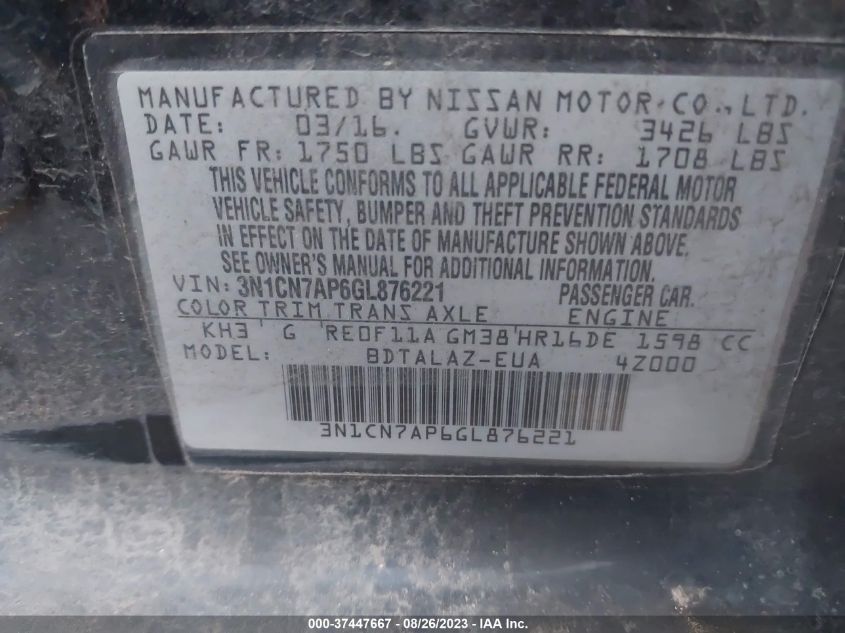 MANUFACTURED BY NISSAN MOTOR CO., LTD.
DATE: 03/16. GVWR: 3426 LBS
GAWR FR: 1750 LBS GAWR RR: 1708 LBS
THIS VEHICLE CONFORMS TO ALL APPLICABLE FEDERAL MOTOR
VEHICLE SAFETY, BUMPER AND THEFT PREVENTION STANDARDS
IN EFFECT ON THE DATE OF MANUFACTURE SHOWN ABOVE.
SEE OWNER'S MANUAL FOR ADDITIONAL INFORMATION.
VIN: 3N1CN7AP6GL876221 PASSENGER CAR.
COLOR TRIM TRANS AXLE ENGINE
KH3 G RE0F11A GM38 HR16DE 1598 CC
MODEL: BDTALAZ-EUA 4Z000
3N1CN7AP6GL876221
000-37447667 - 08/26/2023 - IAA Inc.